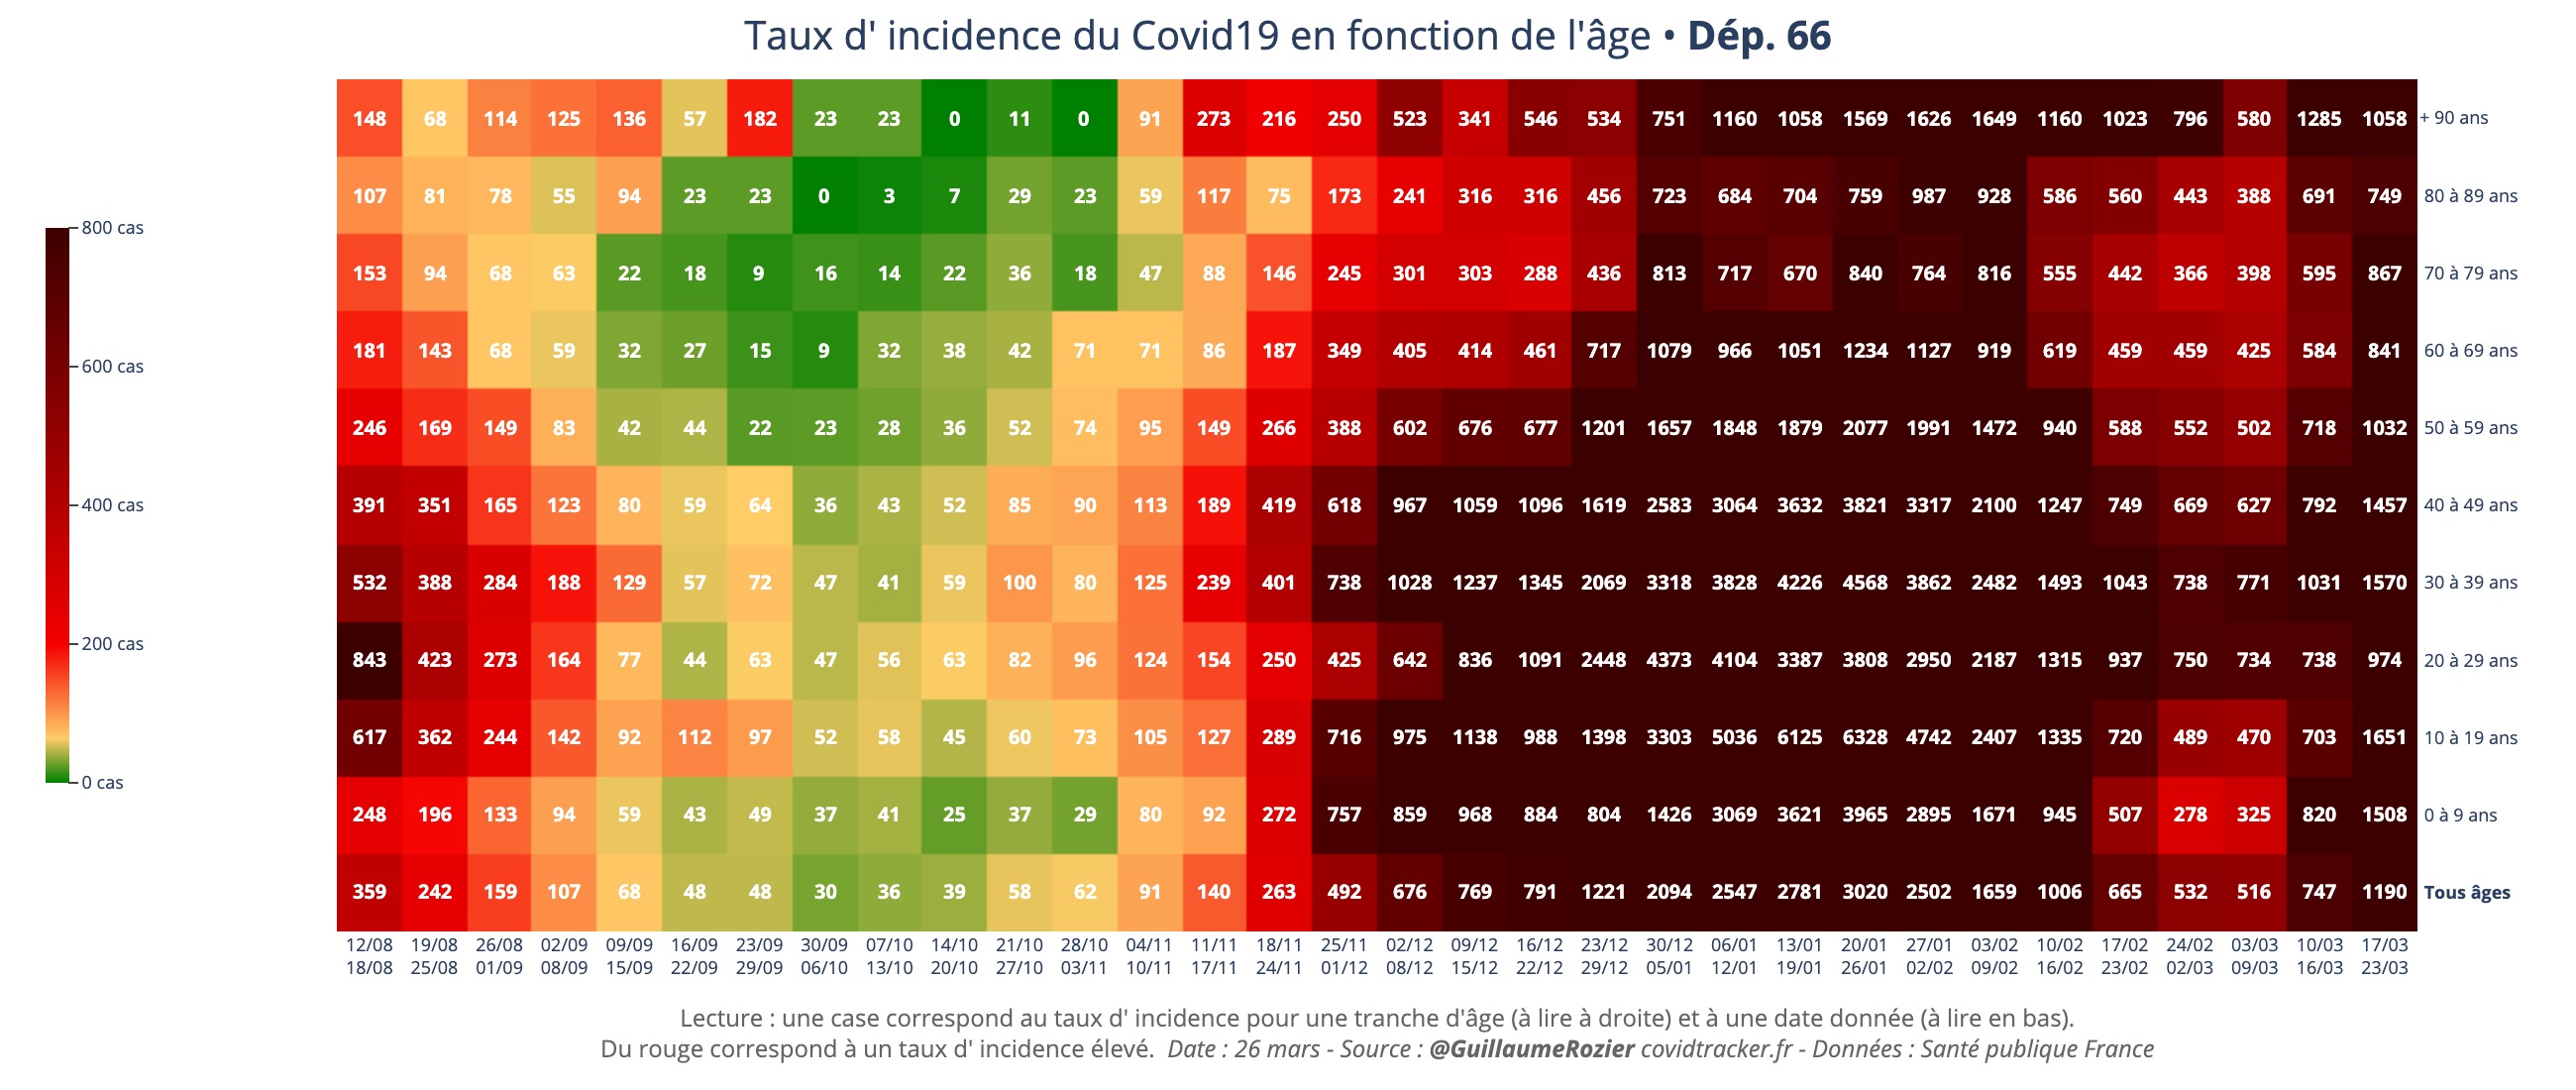 Taux d' incidence du Covid19 en fonction de l'âge • Dép. 66
148 68 114 125 136 57 182 23 23 0 11 0 91 273 216 250 523 341 546 534 751 1160 1058 1569 1626 1649 1160 1023 796 580 1285 1058 + 90 ans
107 81 78 55 94 23 23 0 3 7 29 23 59 117 75 173 241 316 316 456 723 684 704 759 987 928 586 560 443 388 691 749 80 à 89 ans
800 cas
153 94 68 63 22 18 9 16 14 22 36 18 47 88 146 245 301 303 288 436 813 717 670 840 764 816 555 442 366 398 595 867 70 à 79 ans
181 143 68 59 32 27 15 9 32 38 42 71 71 86 187 349 405 414 461 717 1079 966 1051 1234 1127 919 619 459 459 425 584 841 60 à 69 ans
600 cas
246 169 149 83 42 44 22 23 28 36 52 74 95 149 266 388 602 676 677 1201 1657 1848 1879 2077 1991 1472 940 588 552 502 718 1032 50 à 59 ans
400 cas
391 351 165 123 80 59 64 36 43 52 85 90 113 189 419 618 967 1059 1096 1619 2583 3064 3632 3821 3317 2100 1247 749 669 627 792 1457 40 à 49 ans
532 388 284 188 129 57 72 47 41 59 100 80 125 239 401 738 1028 1237 1345 2069 3318 3828 4226 4568 3862 2482 1493 1043 738 771 1031 1570 30 à 39 ans
200 cas
843 423 273 164 77 44 63 47 56 63 82 96 124 154 250 425 642 836 1091 2448 4373 4104 3387 3808 2950 2187 1315 937 750 734 738 974 20 à 29 ans
617 362 244 142 92 112 97 52 58 45 60 73 105 127 289 716 975 1138 988 1398 3303 5036 6125 6328 4742 2407 1335 720 489 470 703 1651 10 à 19 ans
0 cas
248 196 133 94 59 43 49 37 41 25 37 29 80 92 272 757 859 968 884 804 1426 3069 3621 3965 2895 1671 945 507 278 325 820 1508 0 à 9 ans
359 242 159 107 68 48 48 30 36 39 58 62 91 140 263 492 676 769 791 1221 2094 2547 2781 3020 2502 1659 1006 665 532 516 747 1190 Tous âges
12/08 19/08 26/08 02/09 09/09 16/09 23/09 30/09 07/10 14/10 21/10 28/10 04/11 11/11 18/11 25/11 02/12 09/12 16/12 23/12 30/12 06/01 13/01 20/01 27/01 03/02 10/02 17/02 24/02 03/03 10/03 17/03
18/08 25/08 01/09 08/09 15/09 22/09 29/09 06/10 13/10 20/10 27/10 03/11 10/11 17/11 24/11 01/12 08/12 15/12 22/12 29/12 05/01 12/01 19/01 26/01 02/02 09/02 16/02 23/02 02/03 09/03 16/03 23/03
Lecture : une case correspond au taux d' incidence pour une tranche d'âge (à lire à droite) et à une date donnée (à lire en bas).
Du rouge correspond à un taux d' incidence élevé. Date : 26 mars - Source : @GuillaumeRozier covidtracker.fr - Données : Santé publique France